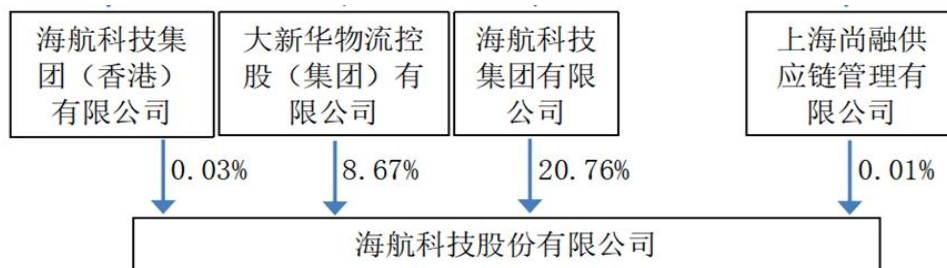 海航科技集
团（香港）
有限公司
大新华物流控
股（集团）有
限公司
海航科技
集团有限
公司
上海尚融供
应链管理有
限公司
0.03%
8.67%
20.76%
0.01%
海航科技股份有限公司